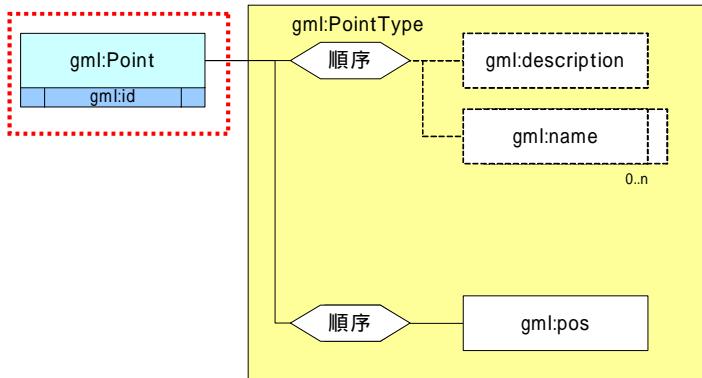 gml:PointType
gml:Point
順序
gml:description
gml:id
gml:name
0..n
順序
gml:pos